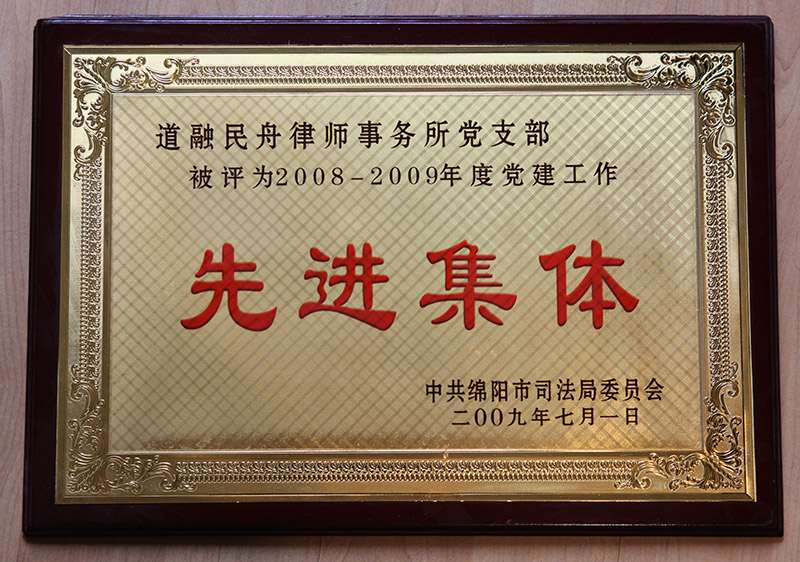 道融民舟律师事务所党支部
被评为2008-2009年度党建工作
先进集体
中共绵阳市司法局委员会
二00九年七月一日